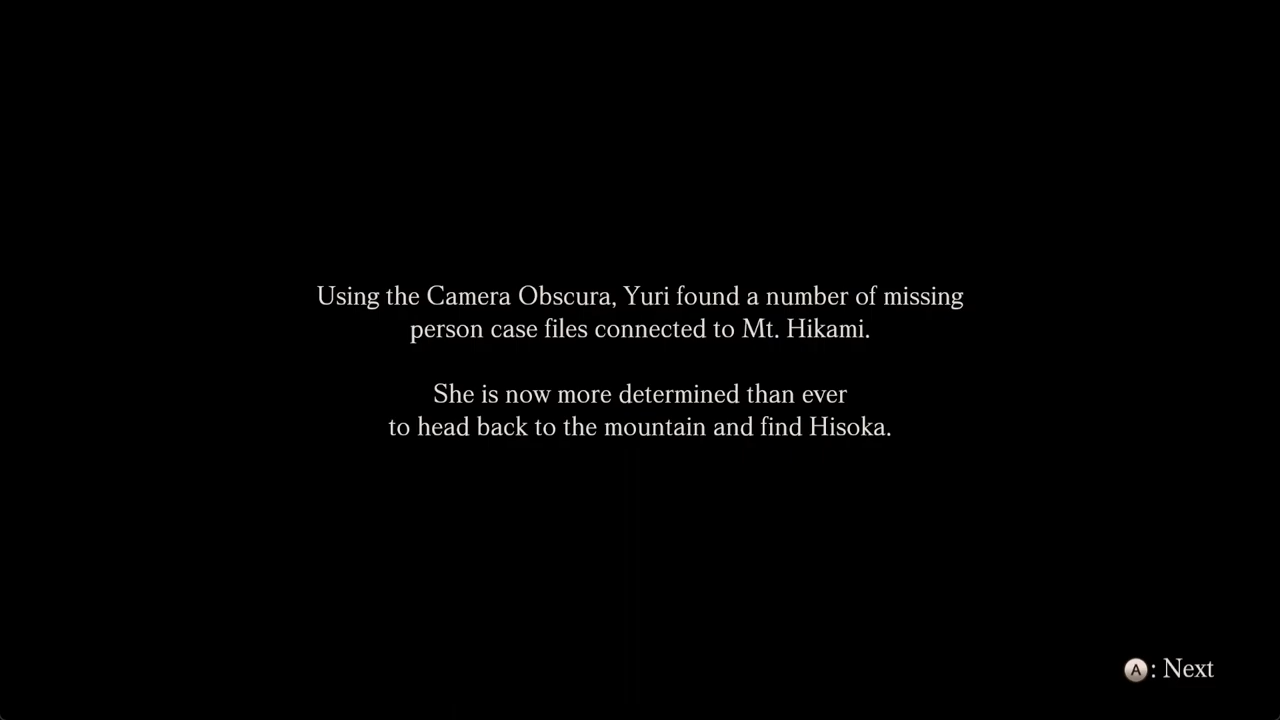 Using the Camera Obscura, Yuri found a number of missing
person case files connected to Mt. Hikami.
She is now more determined than ever
to head back to the mountain and find Hisoka.
A: Next